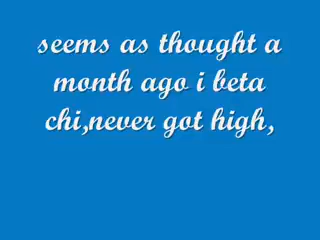 seems as thought a
month ago i beta
chi,never got high,